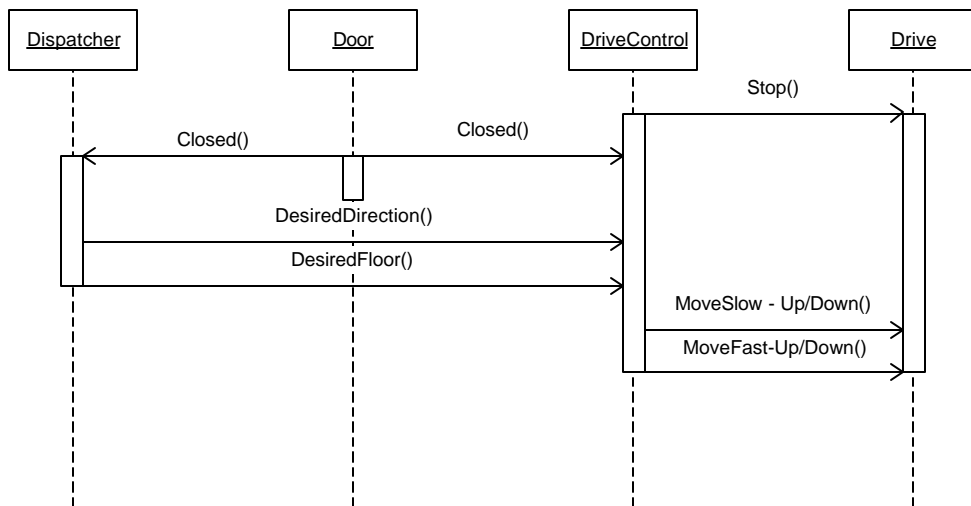 Dispatcher
Door
DriveControl
Drive
Stop()
Closed()
Closed()
DesiredDirection()
DesiredFloor()
MoveSlow - Up/Down()
MoveFast-Up/Down()